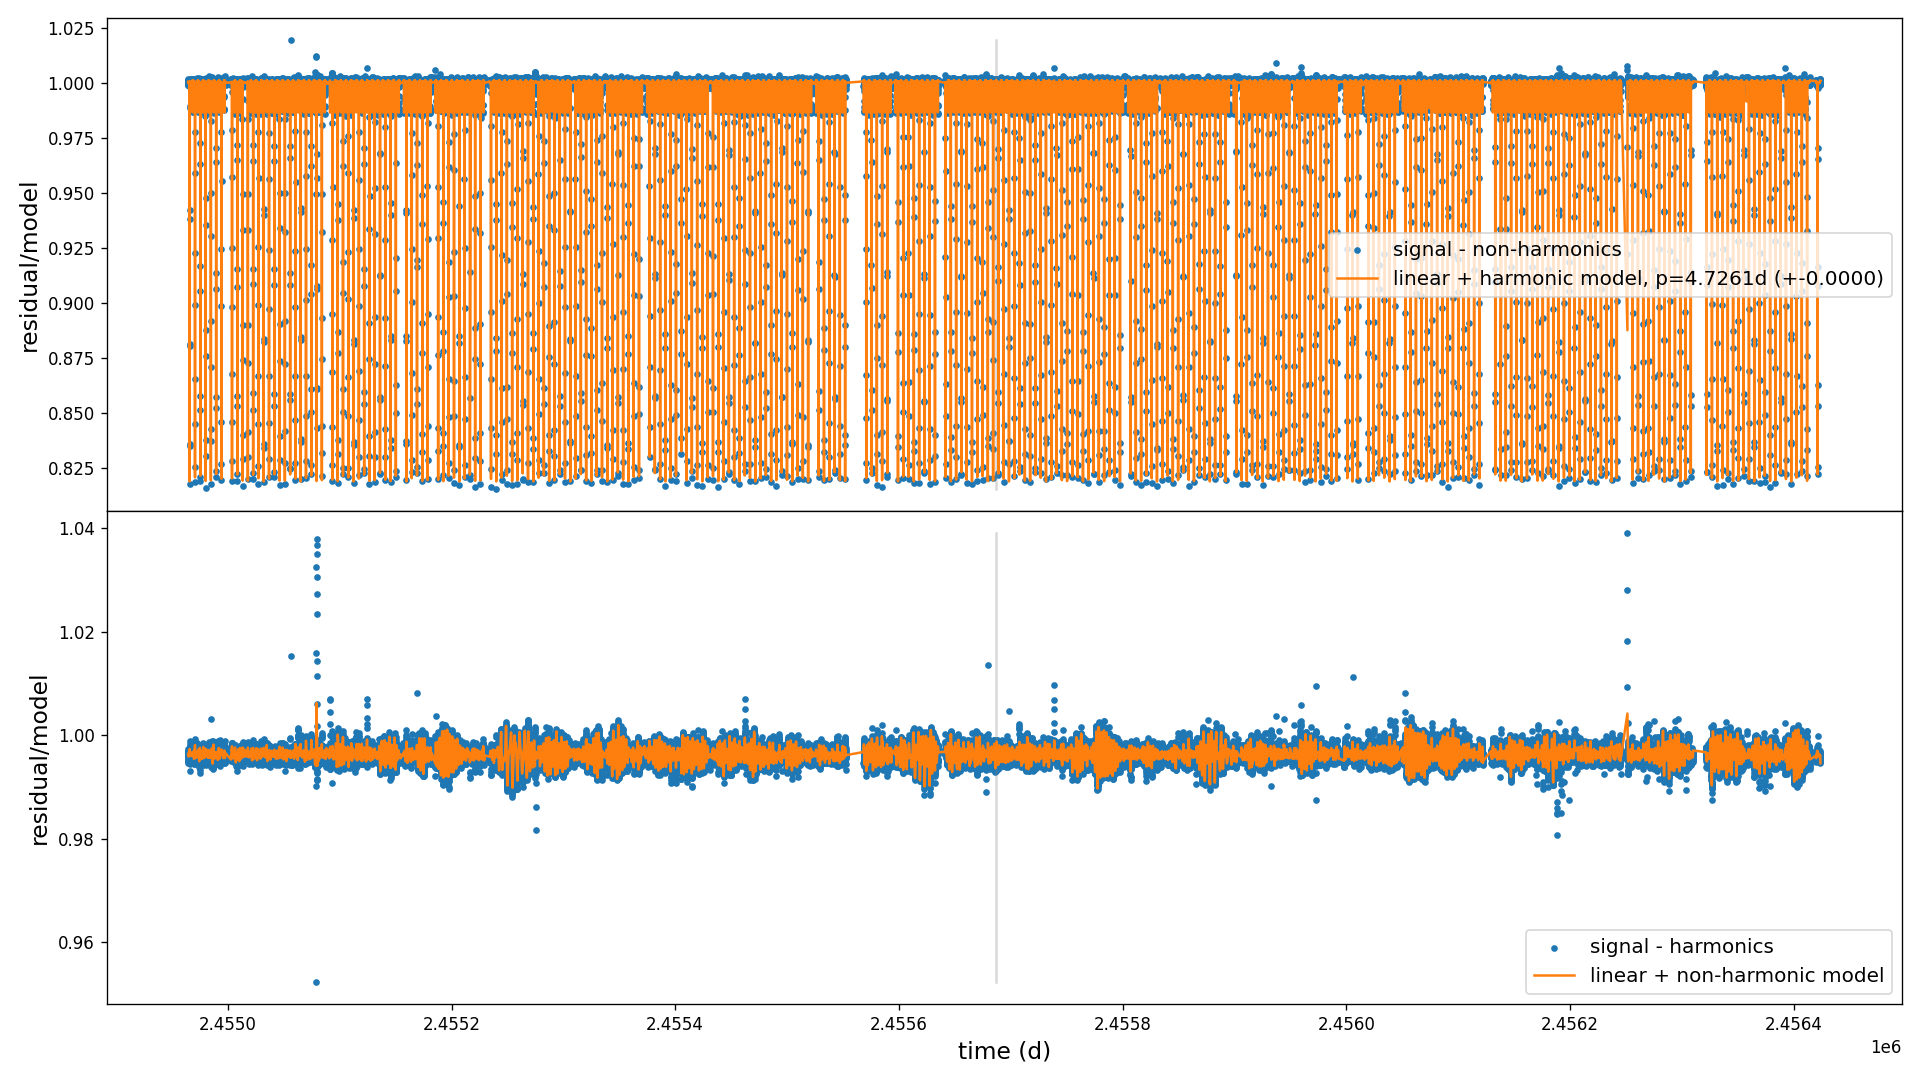 1.025
1.000
0.975
0.950
0.925
0.900
0.875
0.850
0.825
residual/model
signal - non-harmonics
linear + harmonic model, p=4.7261d (+-0.0000)
1.04
1.02
1.00
0.98
0.96
residual/model
signal - harmonics
linear + non-harmonic model
2.4550
2.4552
2.4554
2.4556
2.4558
2.4560
2.4562
2.4564
time (d)
1e6